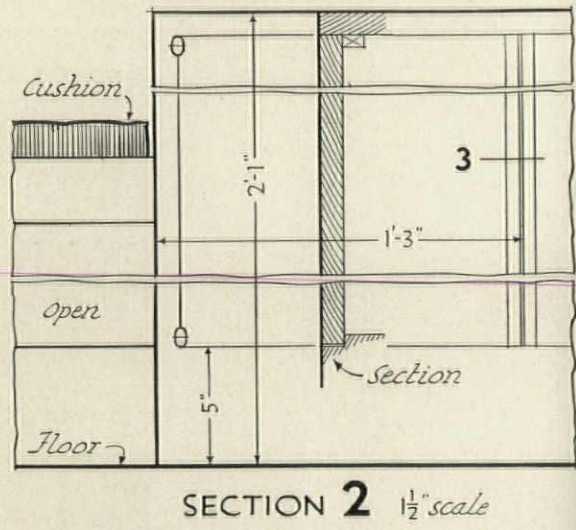 Cushion
2'-1"
3
1'-3"
open
Section
5"
Floor
SECTION 2 1½" scale